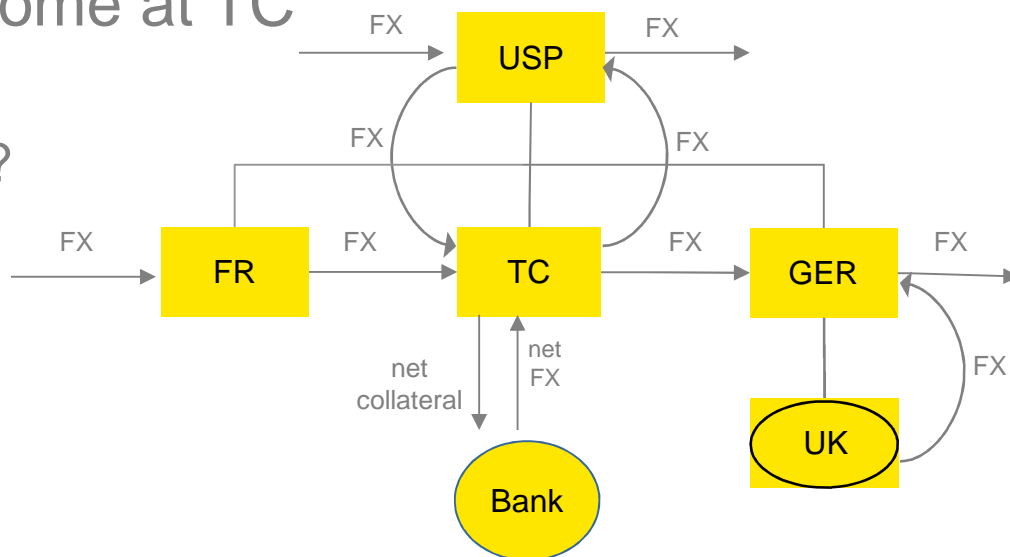 ome at TC
?
FX
USP
FX
FX
FX
FX
FR
FX
TC
FX
GER
FX
net
collateral
net
FX
FX
UK
Bank